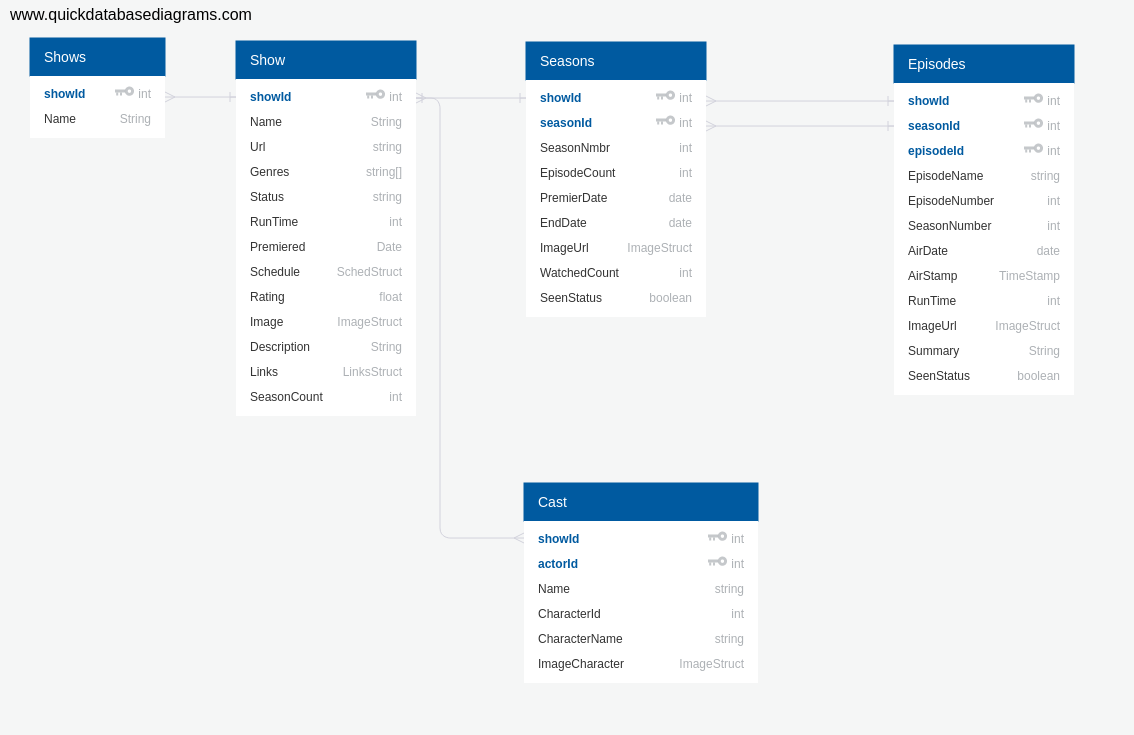 www.quickdatabasediagrams.com
Shows
showId int
Name String
Show
showId int
Name String
Url string
Genres string[]
Status string
RunTime int
Premiered Date
Schedule SchedStruct
Rating float
Image ImageStruct
Description String
Links LinksStruct
SeasonCount int
Seasons
showId int
seasonId int
SeasonNmbr int
EpisodeCount int
PremierDate date
EndDate date
ImageUrl ImageStruct
WatchedCount int
SeenStatus boolean
Episodes
showId int
seasonId int
episodeId int
EpisodeName string
EpisodeNumber int
SeasonNumber int
AirDate date
AirStamp TimeStamp
RunTime int
ImageUrl ImageStruct
Summary String
SeenStatus boolean
Cast
showId int
actorId int
Name string
CharacterId int
CharacterName string
ImageCharacter ImageStruct